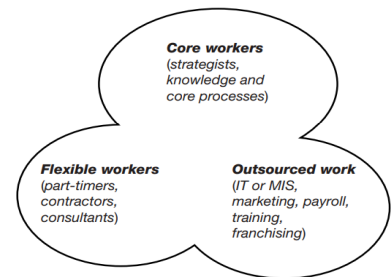 Core workers
(strategists,
knowledge and
core processes)
Flexible workers
(part-timers,
contractors,
consultants)
Outsourced work
(IT or MIS,
marketing, payroll,
training,
franchising)